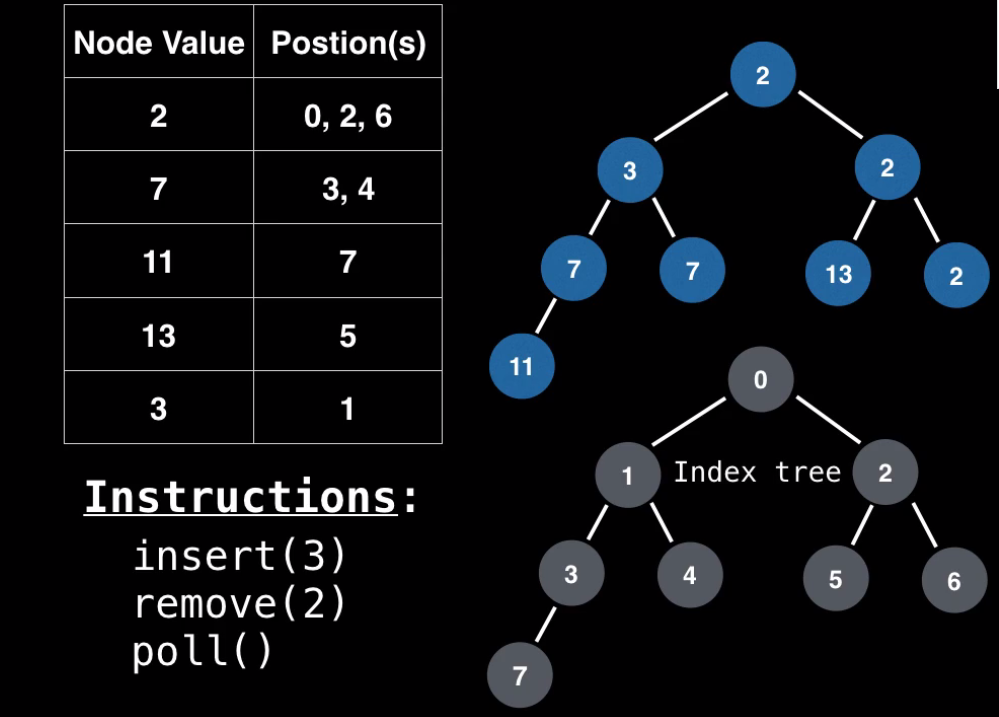 Node Value Postion(s)
2 0, 2, 6
7 3, 4
11 7
13 5
3 1
Instructions:
insert(3)
remove(2)
poll()
2
3 2
7 7 13 2
11
0
1 Index tree 2
3 4 5 6
7